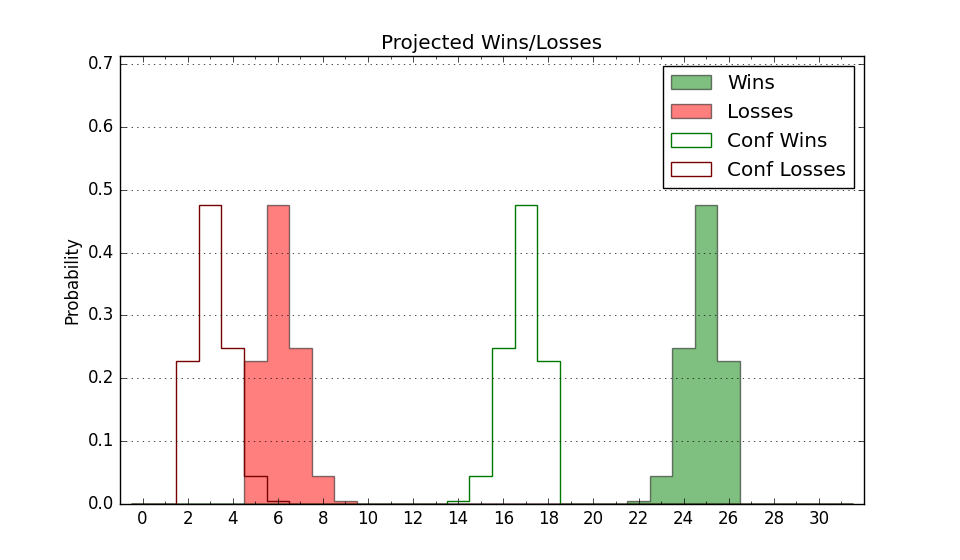 Projected Wins/Losses
0.7
0.6
0.5
0.4
0.3
0.2
0.1
0.0
Probability
Wins
Losses
Conf Wins
Conf Losses
0 2 4 6 8 10 12 14 16 18 20 22 24 26 28 30